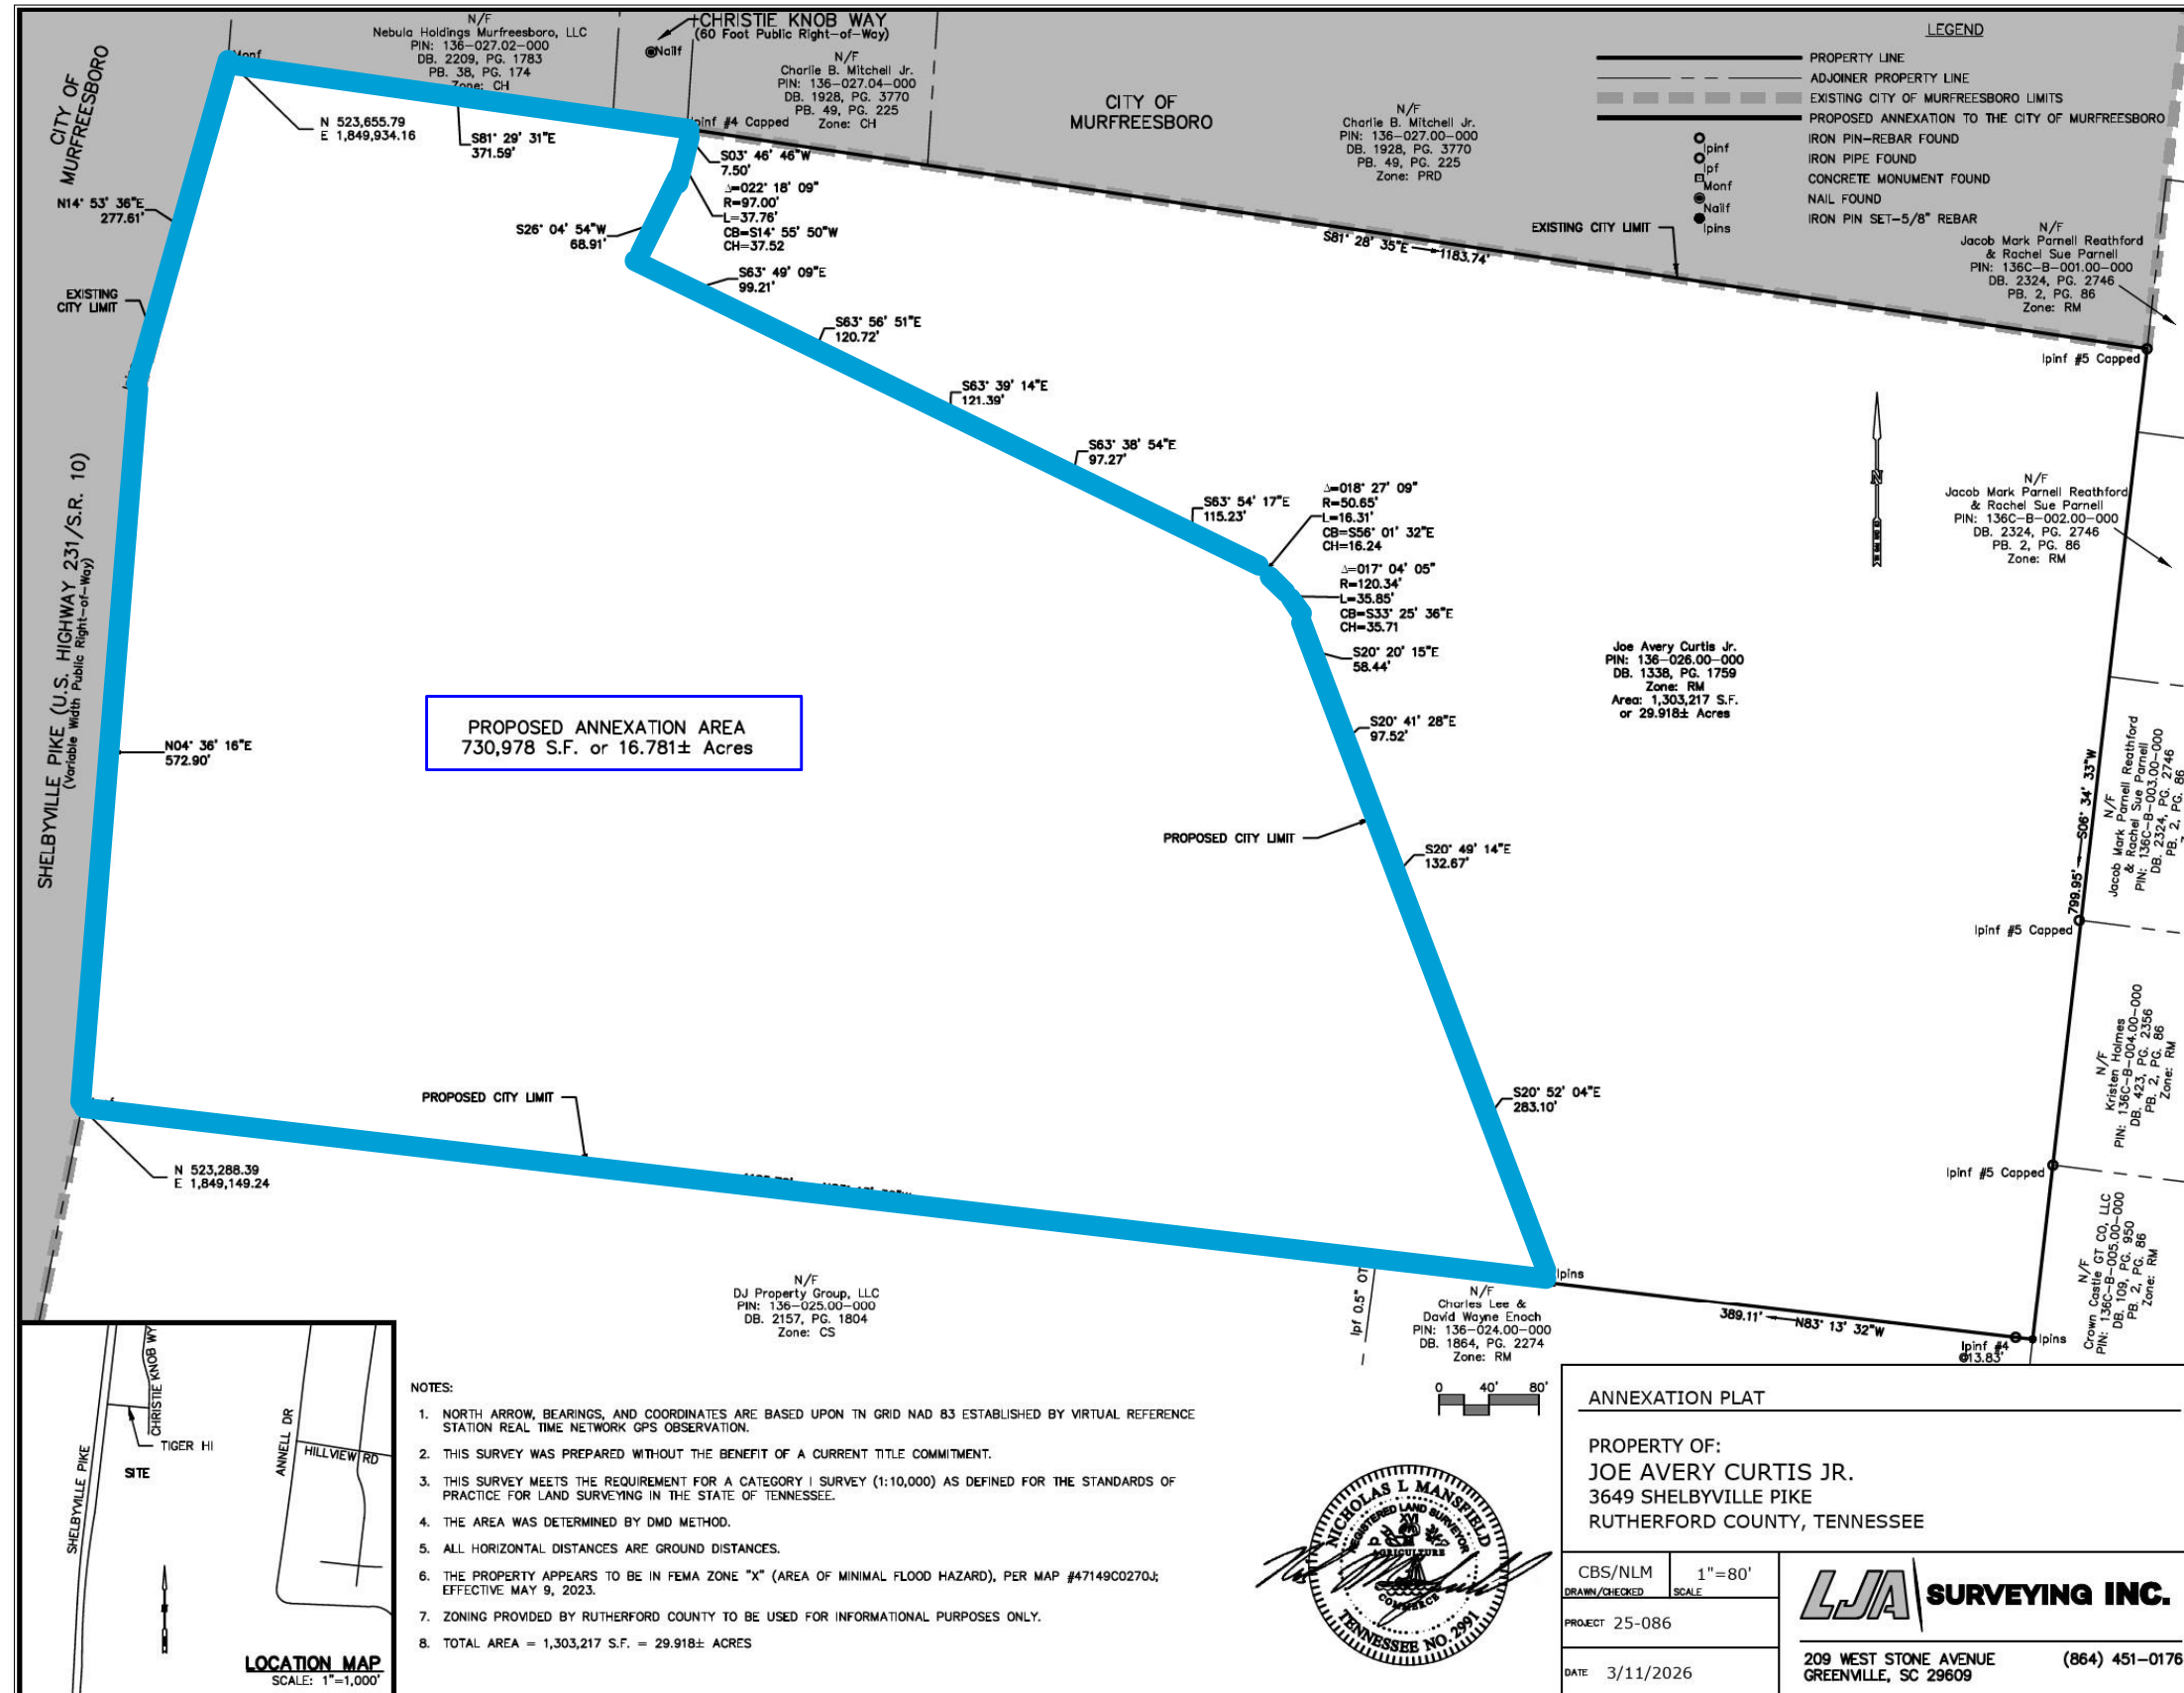 CITY OF
MURFREESBORO
N/F
Nebula Holdings Murfreesboro, LLC
PIN: 136-027.02-000
DB. 2209, PG. 1783
PB. 38, PG. 174
Zone: CH
CHRISTIE KNOB WAY
(60 Foot Public Right-of-Way)
Nailf
N/F
Charlie B. Mitchell Jr.
PIN: 136-027.04-000
DB. 1928, PG. 3770
PB. 49, PG. 225
Zone: CH
CITY OF
MURFREESBORO
N/F
Charlie B. Mitchell Jr.
PIN: 136-027.00-000
DB. 1928, PG. 3770
PB. 49, PG. 225
Zone: PRD
LEGEND
PROPERTY LINE
ADJOINER PROPERTY LINE
EXISTING CITY OF MURFREESBORO LIMITS
PROPOSED ANNEXATION TO THE CITY OF MURFREESBORO
Ipinf IRON PIN-REBAR FOUND
Ipf IRON PIPE FOUND
Monf CONCRETE MONUMENT FOUND
Nailf NAIL FOUND
Ipins IRON PIN SET-5/8" REBAR
Monf
N 523,655.79
E 1,849,934.16
S81° 29' 31"E
371.59'
Ipinf #4 Capped
S03° 46' 46"W
7.50'
Δ=022° 18' 09"
R=97.00'
L=37.76'
CB=S14° 55' 50"W
CH=37.52
N14° 53' 36"E
277.61'
S26° 04' 54"W
68.91'
S63° 49' 09"E
99.21'
EXISTING
CITY LIMIT
S81° 28' 35"E 1183.74'
EXISTING CITY LIMIT
N/F
Jacob Mark Parnell Reathford
& Rachel Sue Parnell
PIN: 136C-B-001.00-000
DB. 2324, PG. 2746
PB. 2, PG. 86
Zone: RM
Ipinf #5 Capped
S63° 56' 51"E
120.72'
S63° 39' 14"E
121.39'
S63° 38' 54"E
97.27'
S63° 54' 17"E
115.23'
Δ=018° 27' 09"
R=50.65'
L=16.31'
CB=S56° 01' 32"E
CH=16.24
Δ=017° 04' 05"
R=120.34'
L=35.85'
CB=S33° 25' 36"E
CH=35.71
S20° 20' 15"E
58.44'
S20° 41' 28"E
97.52'
N/F
Jacob Mark Parnell Reathford
& Rachel Sue Parnell
PIN: 136C-B-002.00-000
DB. 2324, PG. 2746
PB. 2, PG. 86
Zone: RM
Joe Avery Curtis Jr.
PIN: 136-026.00-000
DB. 1338, PG. 1759
Zone: RM
Area: 1,303,217 S.F.
or 29.918± Acres
SHELBYVILLE PIKE (U.S. HIGHWAY 231/S.R. 10)
(Variable Width Public Right-of-Way)
N04° 36' 16"E
572.90'
PROPOSED ANNEXATION AREA
730,978 S.F. or 16.781± Acres
PROPOSED CITY LIMIT
S20° 49' 14"E
132.67'
799.95' S06° 34' 33"W
N/F
Jacob Mark Parnell Reathford
& Rachel Sue Parnell
PIN: 136C-B-003.00-000
DB. 2324, PG. 2746
PB. 2, PG. 86
Ipinf #5 Capped
N/F
Kristen Holmes
PIN: 136C-B-004.00-000
DB. 423, PG. 2356
PB. 2, PG. 86
Zone: RM
S20° 52' 04"E
283.10'
PROPOSED CITY LIMIT
N 523,288.39
E 1,849,149.24
Ipinf #5 Capped
N/F
Crown Castle GT CO, LLC
PIN: 136C-B-005.00-000
DB. 109, PG. 950
PB. 2, PG. 86
Zone: RM
Ipins
Ipf 0.5" OT
N/F
DJ Property Group, LLC
PIN: 136-025.00-000
DB. 2157, PG. 1804
Zone: CS
N/F
Charles Lee &
David Wayne Enoch
PIN: 136-024.00-000
DB. 1864, PG. 2274
Zone: RM
389.11' N83° 13' 32"W
Ipinf #4
@13.83'
Ipins
CHRISTIE KNOB WY
TIGER HI
SITE
SHELBYVILLE PIKE
ANNELL DR
HILLVIEW RD
LOCATION MAP
SCALE: 1"=1,000'
NOTES:
1. NORTH ARROW, BEARINGS, AND COORDINATES ARE BASED UPON TN GRID NAD 83 ESTABLISHED BY VIRTUAL REFERENCE
STATION REAL TIME NETWORK GPS OBSERVATION.
2. THIS SURVEY WAS PREPARED WITHOUT THE BENEFIT OF A CURRENT TITLE COMMITMENT.
3. THIS SURVEY MEETS THE REQUIREMENT FOR A CATEGORY I SURVEY (1:10,000) AS DEFINED FOR THE STANDARDS OF
PRACTICE FOR LAND SURVEYING IN THE STATE OF TENNESSEE.
4. THE AREA WAS DETERMINED BY DMD METHOD.
5. ALL HORIZONTAL DISTANCES ARE GROUND DISTANCES.
6. THE PROPERTY APPEARS TO BE IN FEMA ZONE "X" (AREA OF MINIMAL FLOOD HAZARD), PER MAP #47149C0270J;
EFFECTIVE MAY 9, 2023.
7. ZONING PROVIDED BY RUTHERFORD COUNTY TO BE USED FOR INFORMATIONAL PURPOSES ONLY.
8. TOTAL AREA = 1,303,217 S.F. = 29.918± ACRES
0 40' 80'
NICHOLAS L MANSFIELD
REGISTERED LAND SURVEYOR
XVI
AGRICULTURE
COMMERCE
TENNESSEE NO. 2991
ANNEXATION PLAT
PROPERTY OF:
JOE AVERY CURTIS JR.
3649 SHELBYVILLE PIKE
RUTHERFORD COUNTY, TENNESSEE
CBS/NLM
DRAWN/CHECKED
1"=80'
SCALE
PROJECT 25-086
DATE 3/11/2026
LJA SURVEYING INC.
209 WEST STONE AVENUE
GREENVILLE, SC 29609
(864) 451-0176